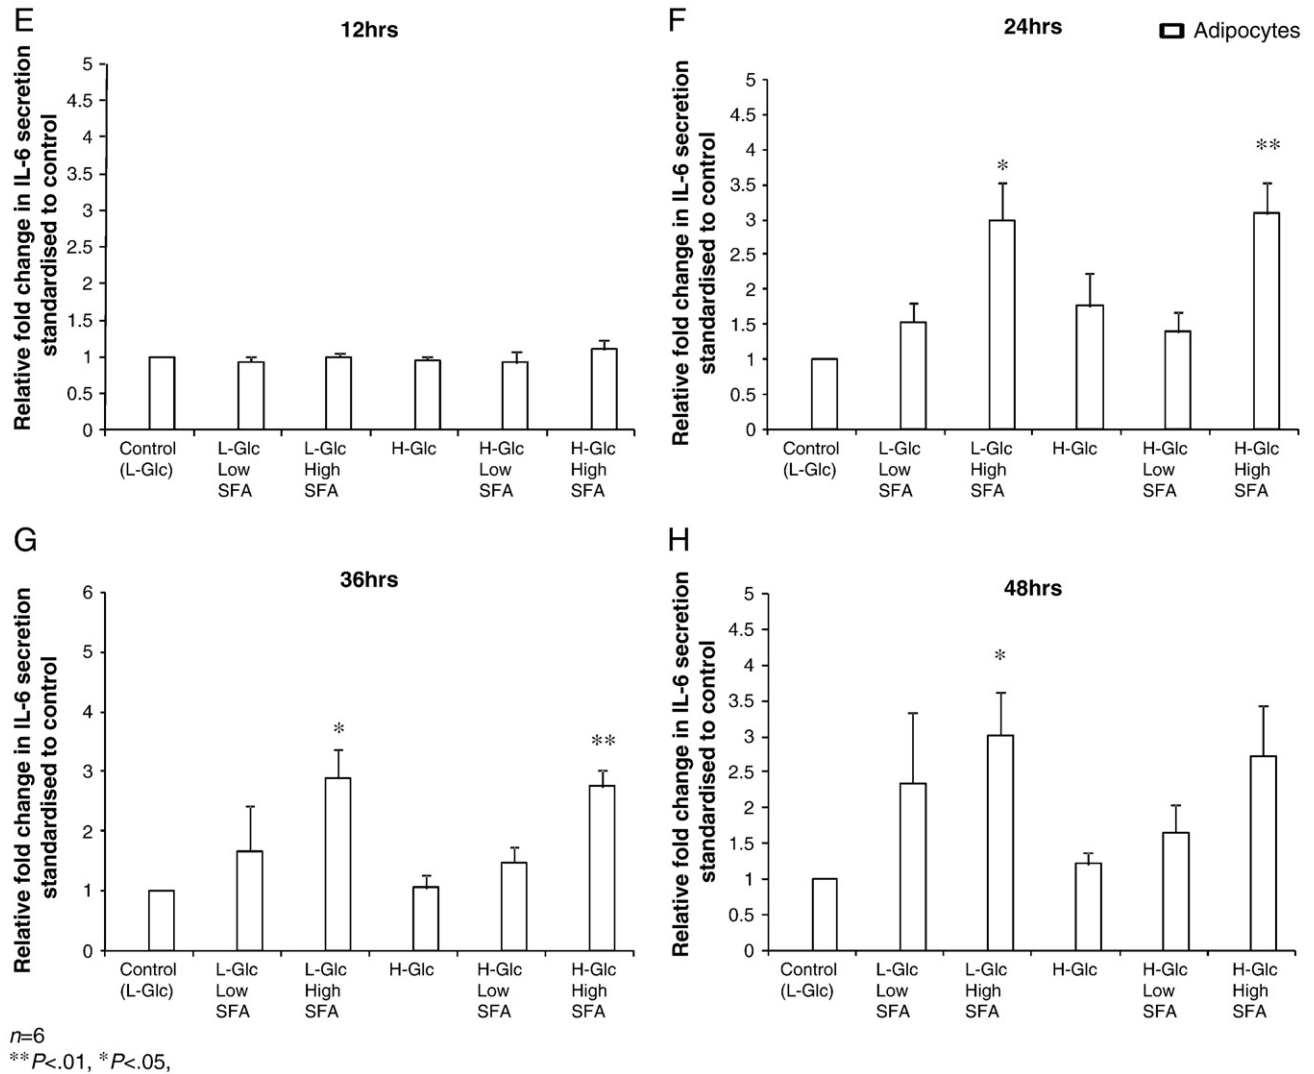 E
12hrs
Relative fold change in IL-6 secretion
standardised to control
5
4.5
4
3.5
3
2.5
2
1.5
1
0.5
0
Control
(L-Glc)
L-Glc
Low
SFA
L-Glc
High
SFA
H-Glc
H-Glc
Low
SFA
H-Glc
High
SFA
F
24hrs
Adipocytes
Relative fold change in IL-6 secretion
standardised to control
5
4.5
4
3.5
3
2.5
2
1.5
1
0.5
0
*
**
Control
(L-Glc)
L-Glc
Low
SFA
L-Glc
High
SFA
H-Glc
H-Glc
Low
SFA
H-Glc
High
SFA
G
36hrs
Relative fold change in IL-6 secretion
standardised to control
6
5
4
3
2
1
0
*
**
Control
(L-Glc)
L-Glc
Low
SFA
L-Glc
High
SFA
H-Glc
H-Glc
Low
SFA
H-Glc
High
SFA
H
48hrs
Relative fold change in IL-6 secretion
standardised to control
5
4.5
4
3.5
3
2.5
2
1.5
1
0.5
0
*
Control
(L-Glc)
L-Glc
Low
SFA
L-Glc
High
SFA
H-Glc
H-Glc
Low
SFA
H-Glc
High
SFA
n=6
**P<.01, *P<.05,